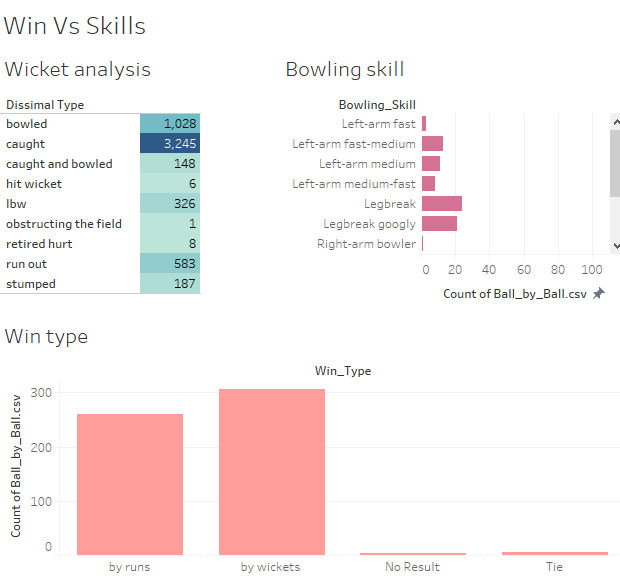 Win Vs Skills
Wicket analysis
Dissimal Type
bowled 1,028
caught 3,245
caught and bowled 148
hit wicket 6
lbw 326
obstructing the field 1
retired hurt 8
run out 583
stumped 187
Bowling skill
Bowling_Skill
Left-arm fast
Left-arm fast-medium
Left-arm medium
Left-arm medium-fast
Legbreak
Legbreak googly
Right-arm bowler
0 20 40 60 80 100
Count of Ball_by_Ball.csv
Win type
Win_Type
Count of Ball_by_Ball.csv
300
200
100
0
by runs by wickets No Result Tie